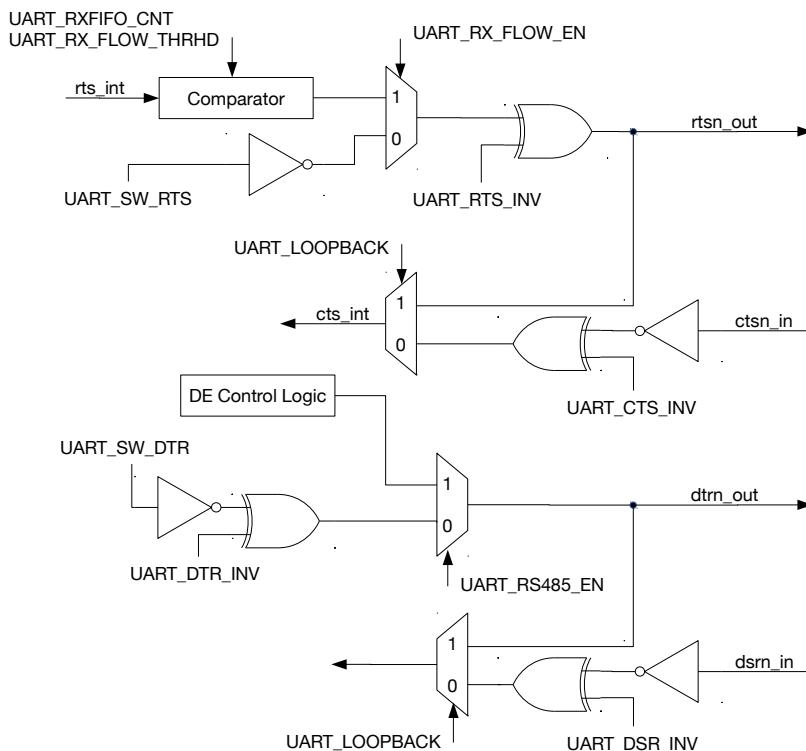 UART_RXFIFO_CNT
UART_RX_FLOW_THRHD
UART_RX_FLOW_EN
rts_int
Comparator
1
0
rtsn_out
UART_SW_RTS
UART_RTS_INV
UART_LOOPBACK
1
cts_int
0
ctsn_in
UART_CTS_INV
DE Control Logic
UART_SW_DTR
1
0
dtrn_out
UART_DTR_INV
UART_RS485_EN
1
0
dsrn_in
UART_LOOPBACK
UART_DSR_INV